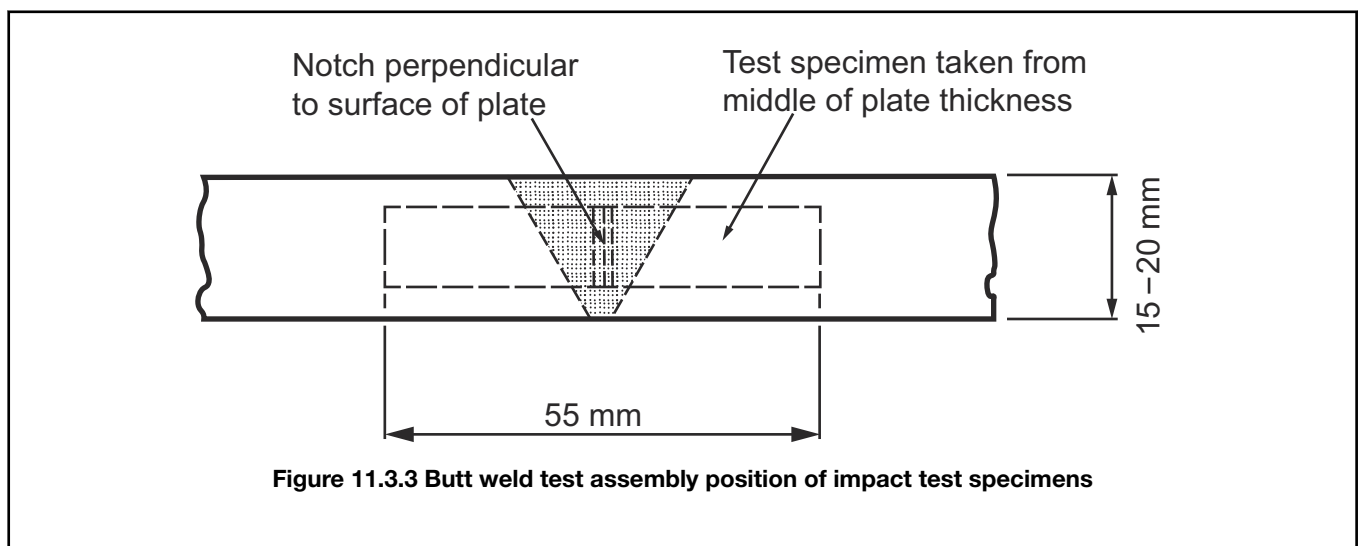 Notch perpendicular
to surface of plate
Test specimen taken from
middle of plate thickness
15–20 mm
55 mm
Figure 11.3.3 Butt weld test assembly position of impact test specimens